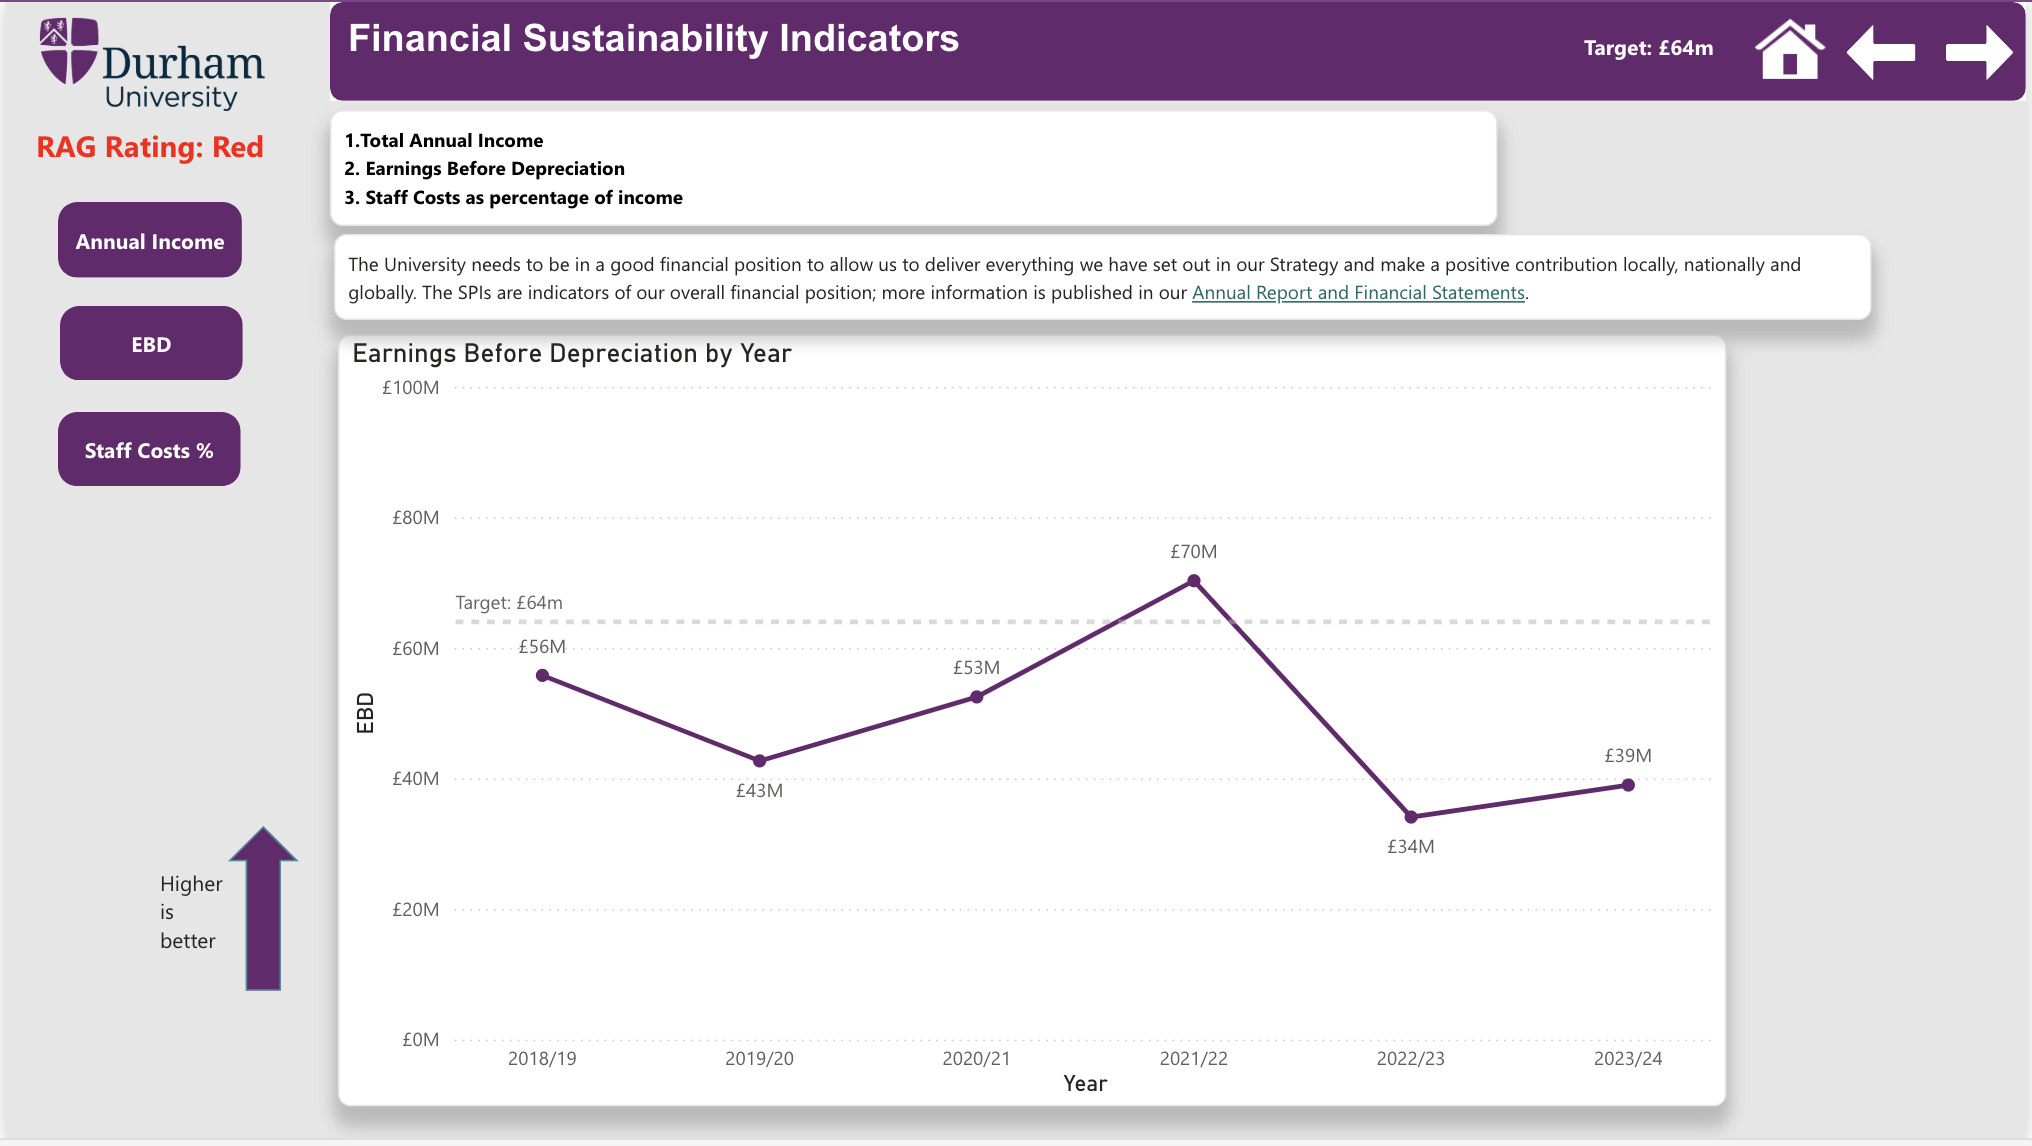 Durham
University
Financial Sustainability Indicators
Target: £64m
RAG Rating: Red
Annual Income
EBD
Staff Costs %
Higher
is
better
1.Total Annual Income
2. Earnings Before Depreciation
3. Staff Costs as percentage of income
The University needs to be in a good financial position to allow us to deliver everything we have set out in our Strategy and make a positive contribution locally, nationally and
globally. The SPIs are indicators of our overall financial position; more information is published in our Annual Report and Financial Statements.
Earnings Before Depreciation by Year
£100M
£80M
£70M
Target: £64m
£60M
£56M
£53M
EBD
£43M
£40M
£39M
£34M
£20M
£0M
2018/19 2019/20 2020/21 2021/22 2022/23 2023/24
Year